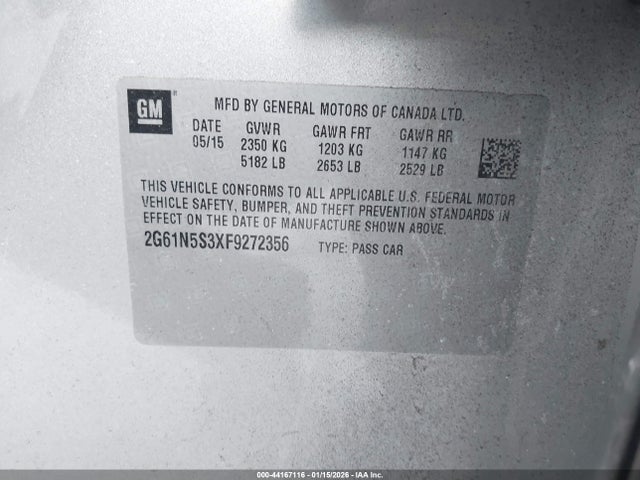 GM
MFD BY GENERAL MOTORS OF CANADA LTD.
DATE GVWR GAWR FRT GAWR RR
05/15 2350 KG 1203 KG 1147 KG
5182 LB 2653 LB 2529 LB
THIS VEHICLE CONFORMS TO ALL APPLICABLE U.S. FEDERAL MOTOR
VEHICLE SAFETY, BUMPER, AND THEFT PREVENTION STANDARDS IN
EFFECT ON THE DATE OF MANUFACTURE SHOWN ABOVE.
2G61N5S3XF9272356 TYPE: PASS CAR
000-44167116 - 01/15/2026 - IAA Inc.